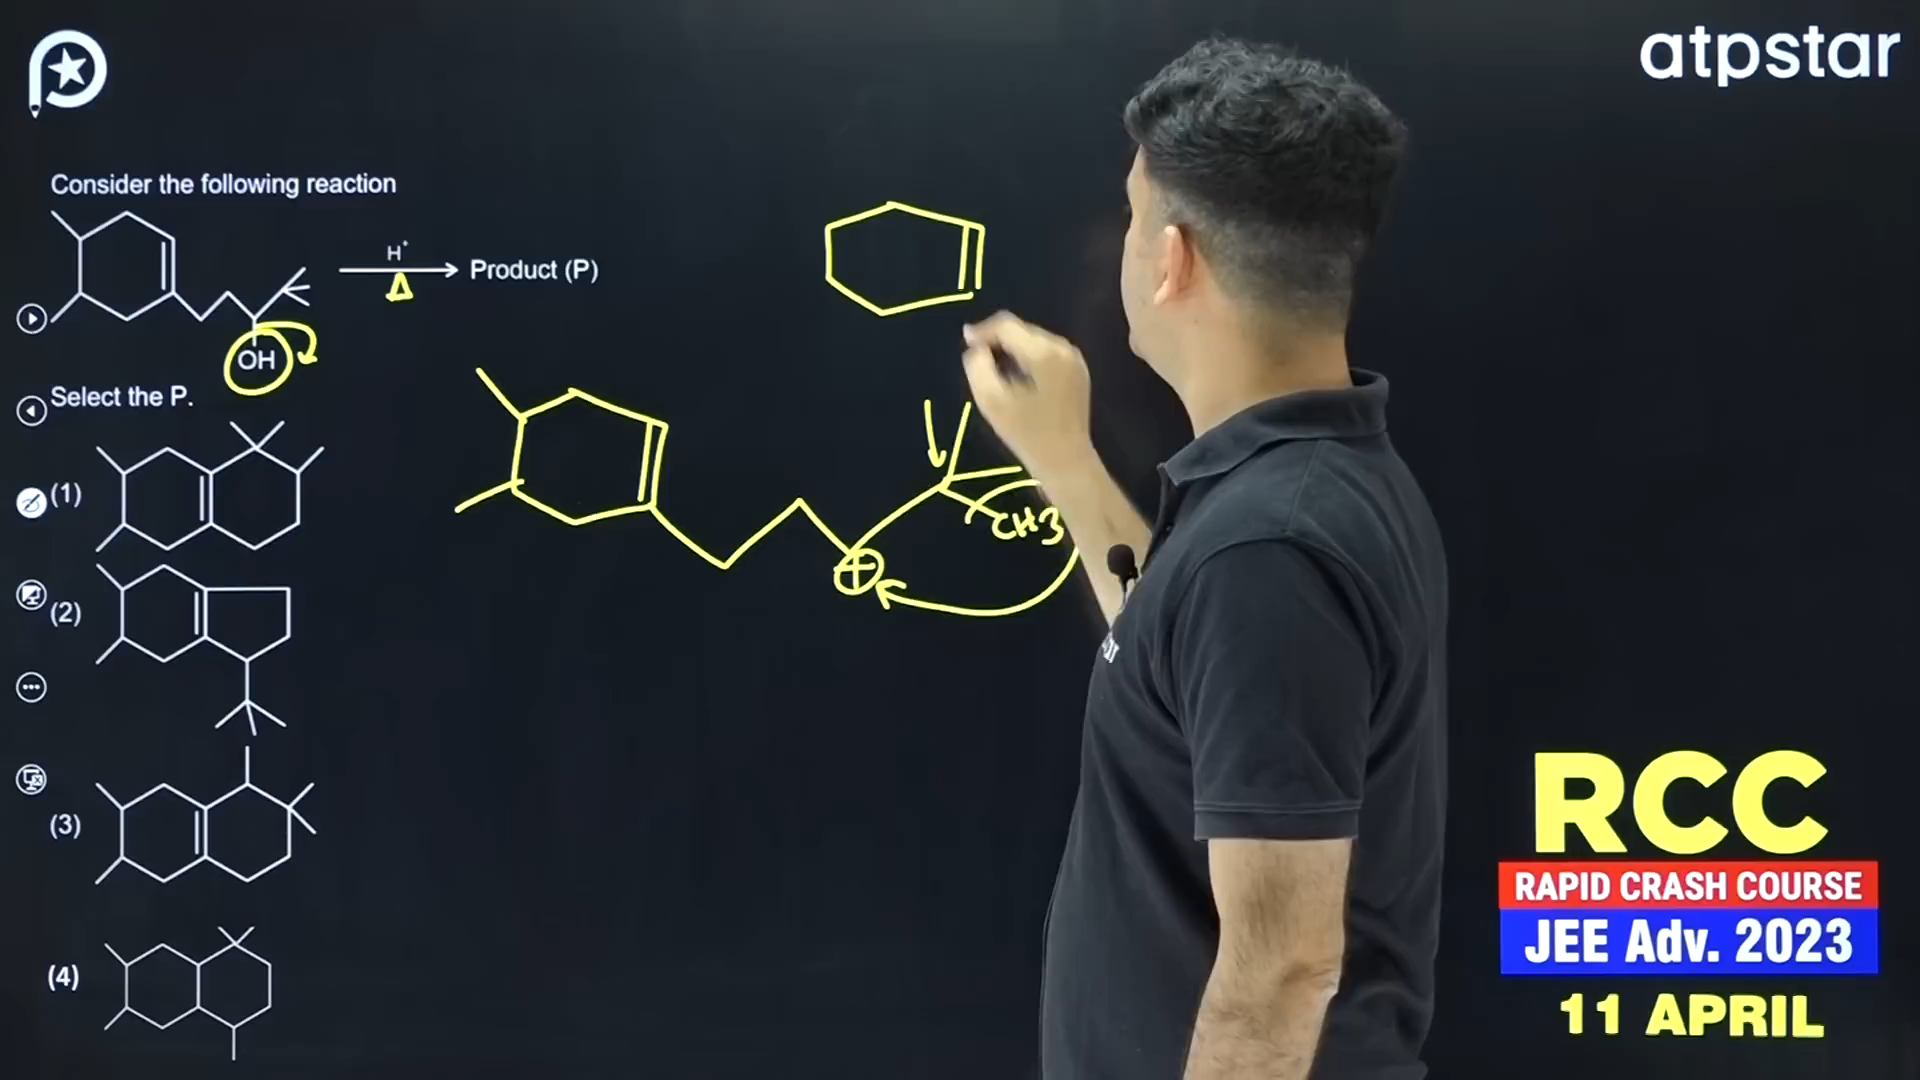 atpstar
Consider the following reaction
H⁺
Δ
Product (P)
OH
Select the P.
(1)
(2)
(3)
(4)
⊕
CH3
RCC
RAPID CRASH COURSE
JEE Adv. 2023
11 APRIL